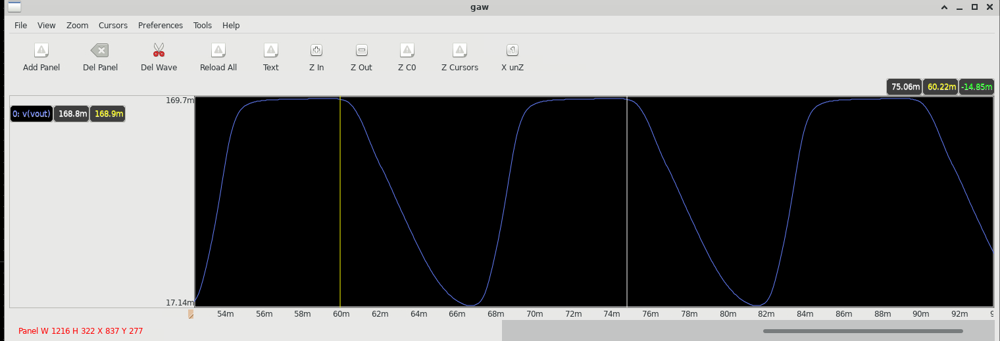 gaw
File View Zoom Cursors Preferences Tools Help
Add Panel Del Panel Del Wave Reload All Text Z In Z Out Z C0 Z Cursors X unZ
75.06m 60.22m -14.85m
169.7m
0: v(vout) 168.8m 168.9m
17.14m
54m 56m 58m 60m 62m 64m 66m 68m 70m 72m 74m 76m 78m 80m 82m 84m 86m 88m 90m 92m
Panel W 1216 H 322 X 837 Y 277